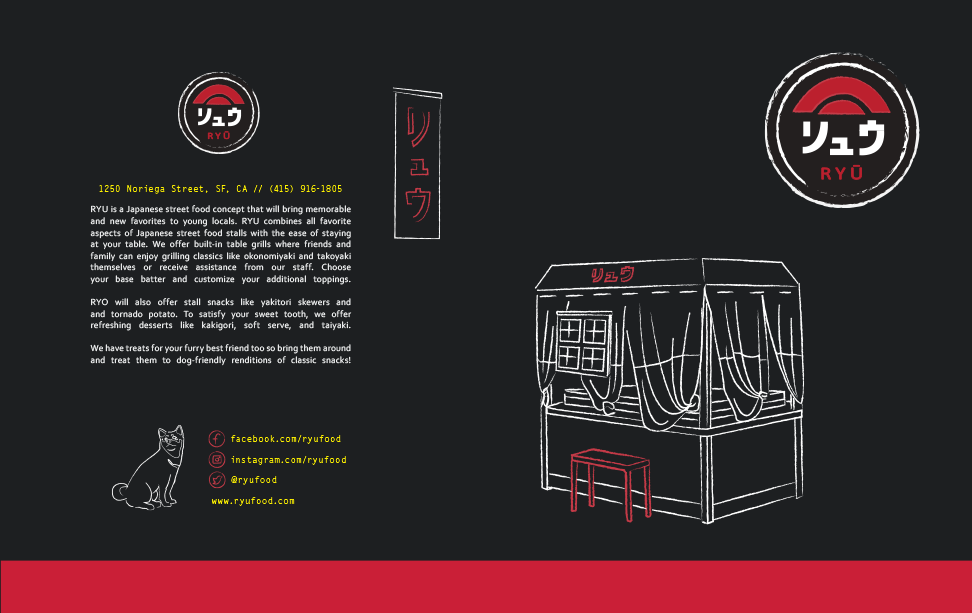 リュウ
RYŪ
1250 Noriega Street, SF, CA // (415) 916-1805
RYU is a Japanese street food concept that will bring memorable
and new favorites to young locals. RYU combines all favorite
aspects of Japanese street food stalls with the ease of staying
at your table. We offer built-in table grills where friends and
family can enjoy grilling classics like okonomiyaki and takoyaki
themselves or receive assistance from our staff. Choose
your base batter and customize your additional toppings.
RYO will also offer stall snacks like yakitori skewers and
and tornado potato. To satisfy your sweet tooth, we offer
refreshing desserts like kakigori, soft serve, and taiyaki.
We have treats for your furry best friend too so bring them around
and treat them to dog-friendly renditions of classic snacks!
facebook.com/ryufood
instagram.com/ryufood
@ryufood
www.ryufood.com
リュウ
リュウ
RYŪ
リュウ